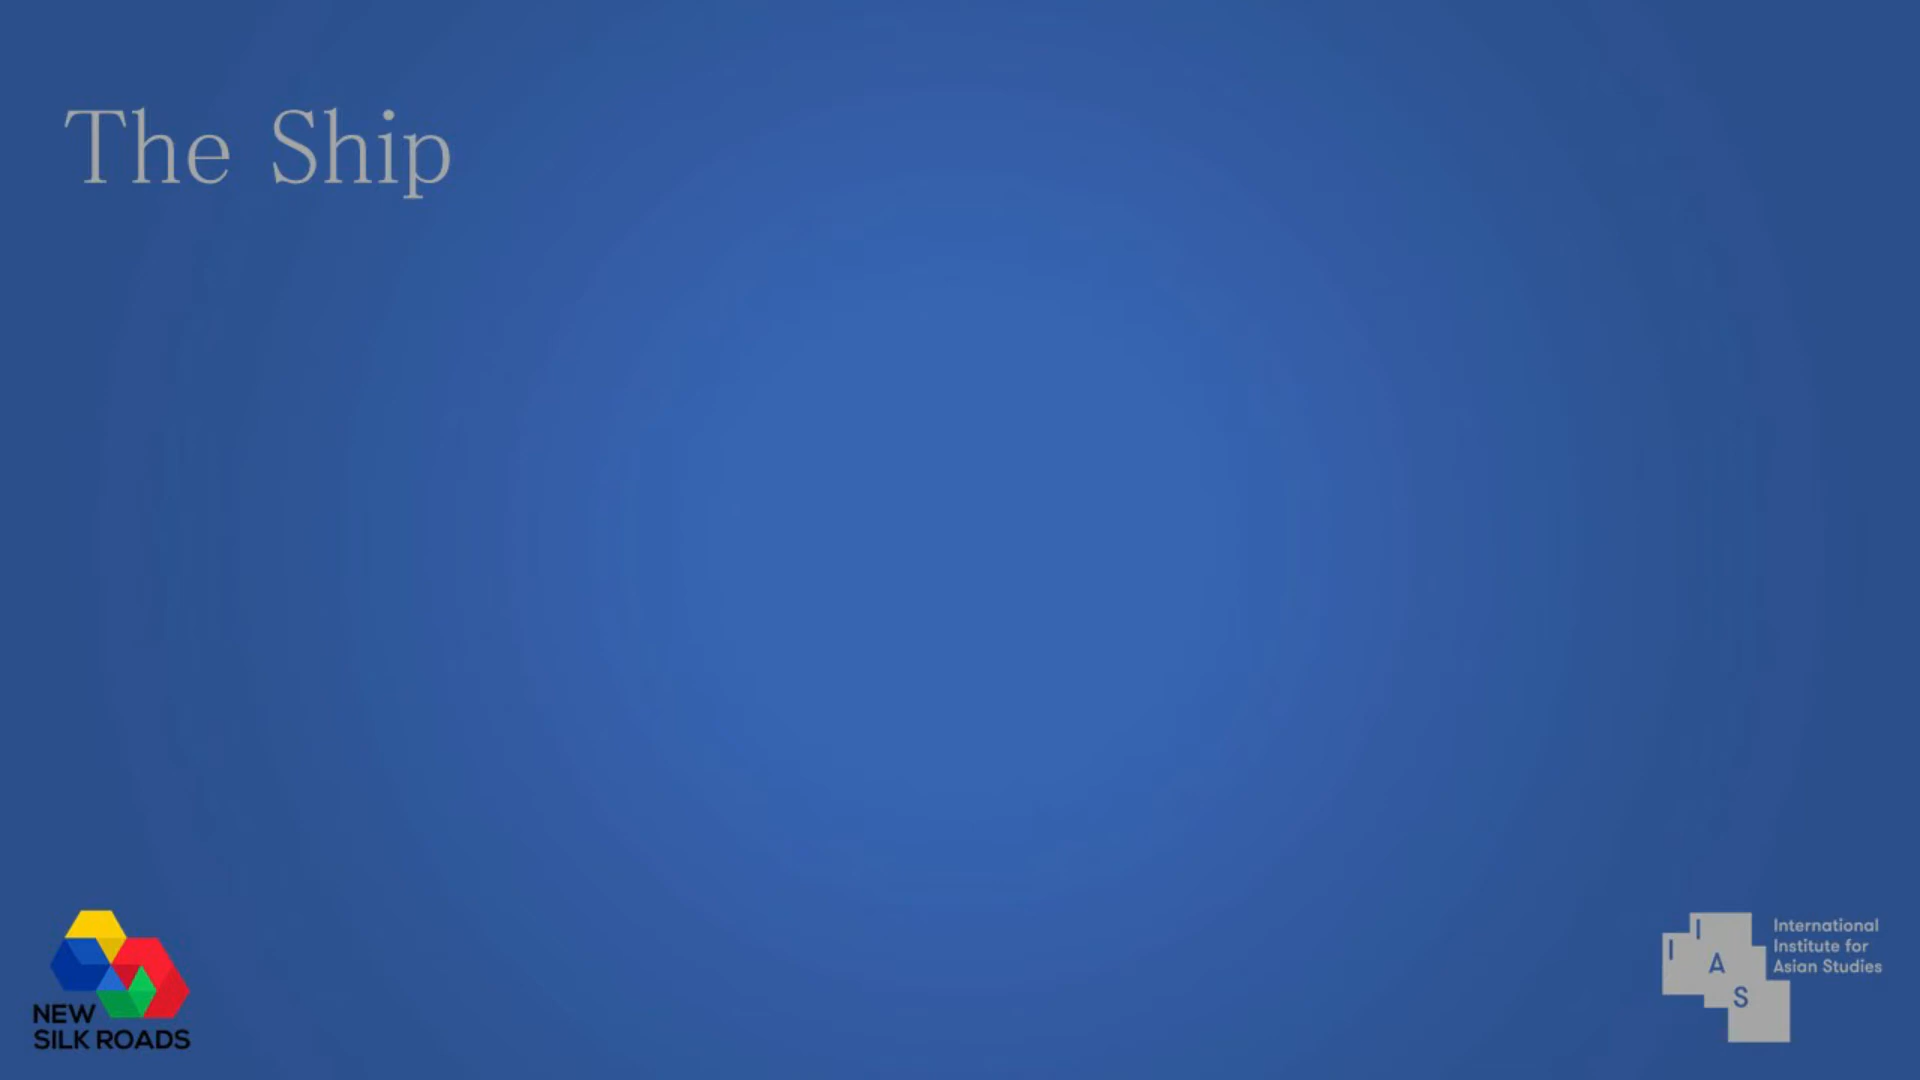 The Ship
NEW
SILK ROADS
I
I
A
S
International
Institute for
Asian Studies